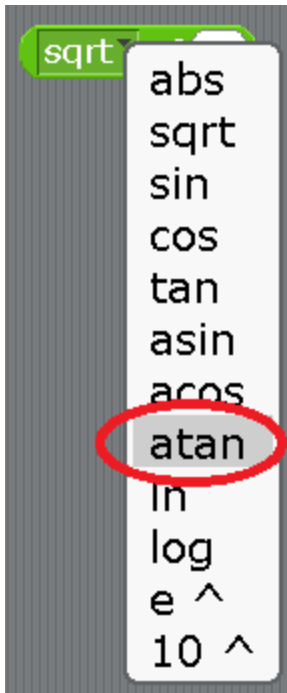 sqrt
abs
sqrt
sin
cos
tan
asin
acos
atan
ln
log
e ^
10 ^